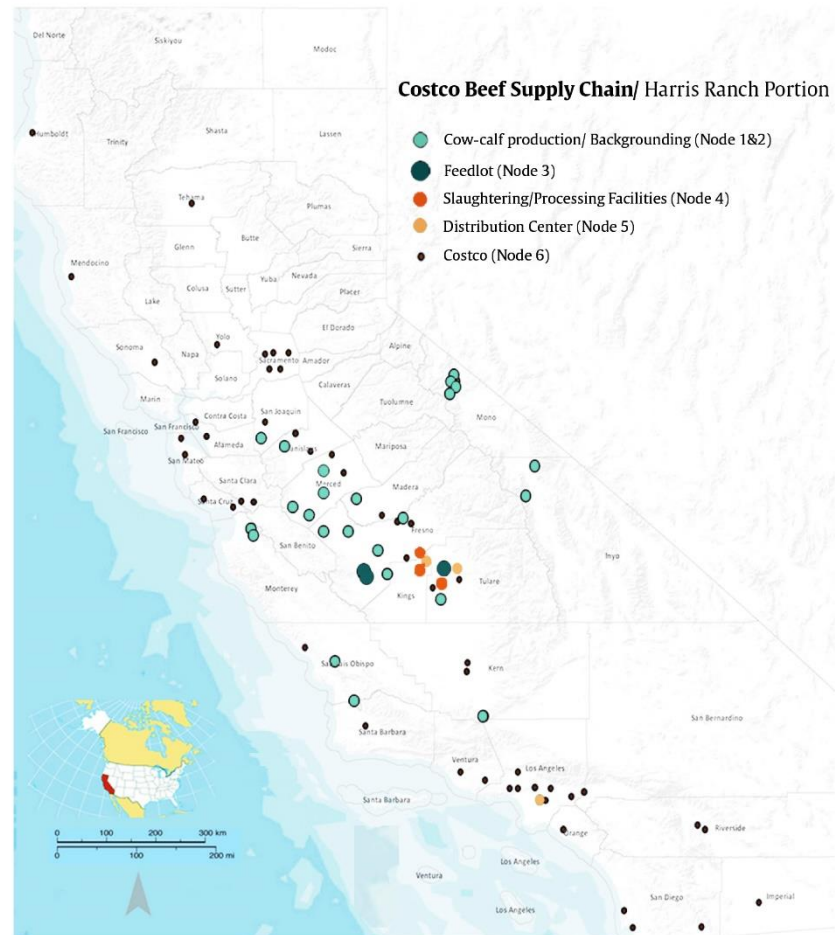 Del Norte
Siskiyou
Modoc
Costco Beef Supply Chain/ Harris Ranch Portion
Cow-calf production/ Backgrounding (Node 1&2)
Feedlot (Node 3)
Slaughtering/Processing Facilities (Node 4)
Distribution Center (Node 5)
Costco (Node 6)
Humboldt
Trinity
Shasta
Lassen
Tehama
Plumas
Glenn
Butte
Sierra
Mendocino
Colusa
Sutter
Yuba
Nevada
Placer
Lake
El Dorado
Sonoma
Napa
Yolo
Sacramento
Amador
Alpine
Solano
Calaveras
Marin
Tuolumne
Mono
Contra Costa
San Joaquin
San Francisco
San Francisco
Alameda
Stanislaus
Mariposa
San Mateo
Santa Clara
Merced
Madera
Santa Cruz
Fresno
San Benito
Inyo
Monterey
Kings
Tulare
San Luis Obispo
Kern
Santa Barbara
San Bernardino
Ventura
Los Angeles
Santa Barbara
Orange
Riverside
Ventura
Los Angeles
Los Angeles
San Diego
Imperial
0 100 200 300 km
0 100 200 mi